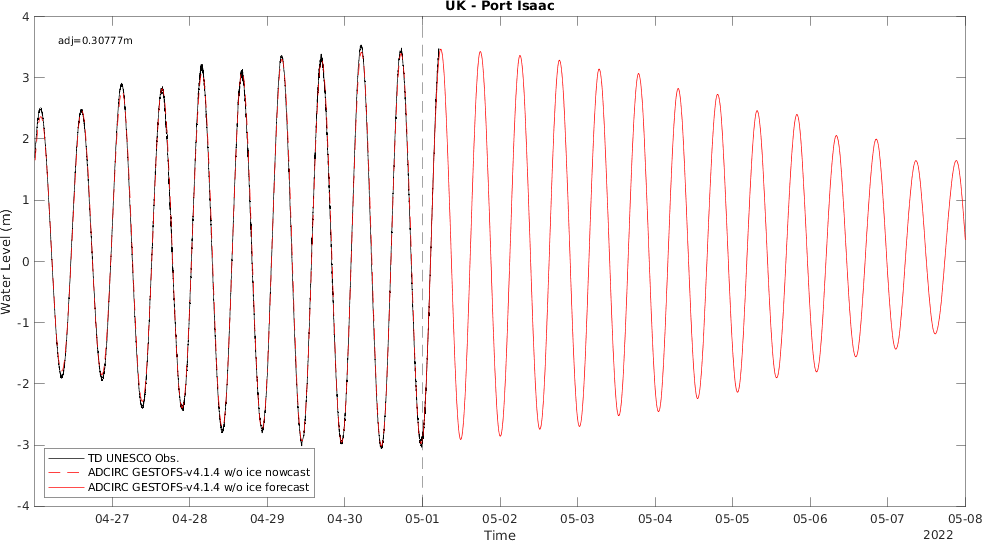 UK - Port Isaac
adj=0.30777m
4
3
2
1
0
-1
-2
-3
-4
Water Level (m)
TD UNESCO Obs.
ADCIRC GESTOFS-v4.1.4 w/o ice nowcast
ADCIRC GESTOFS-v4.1.4 w/o ice forecast
04-27 04-28 04-29 04-30 05-01 05-02 05-03 05-04 05-05 05-06 05-07 05-08
Time
2022